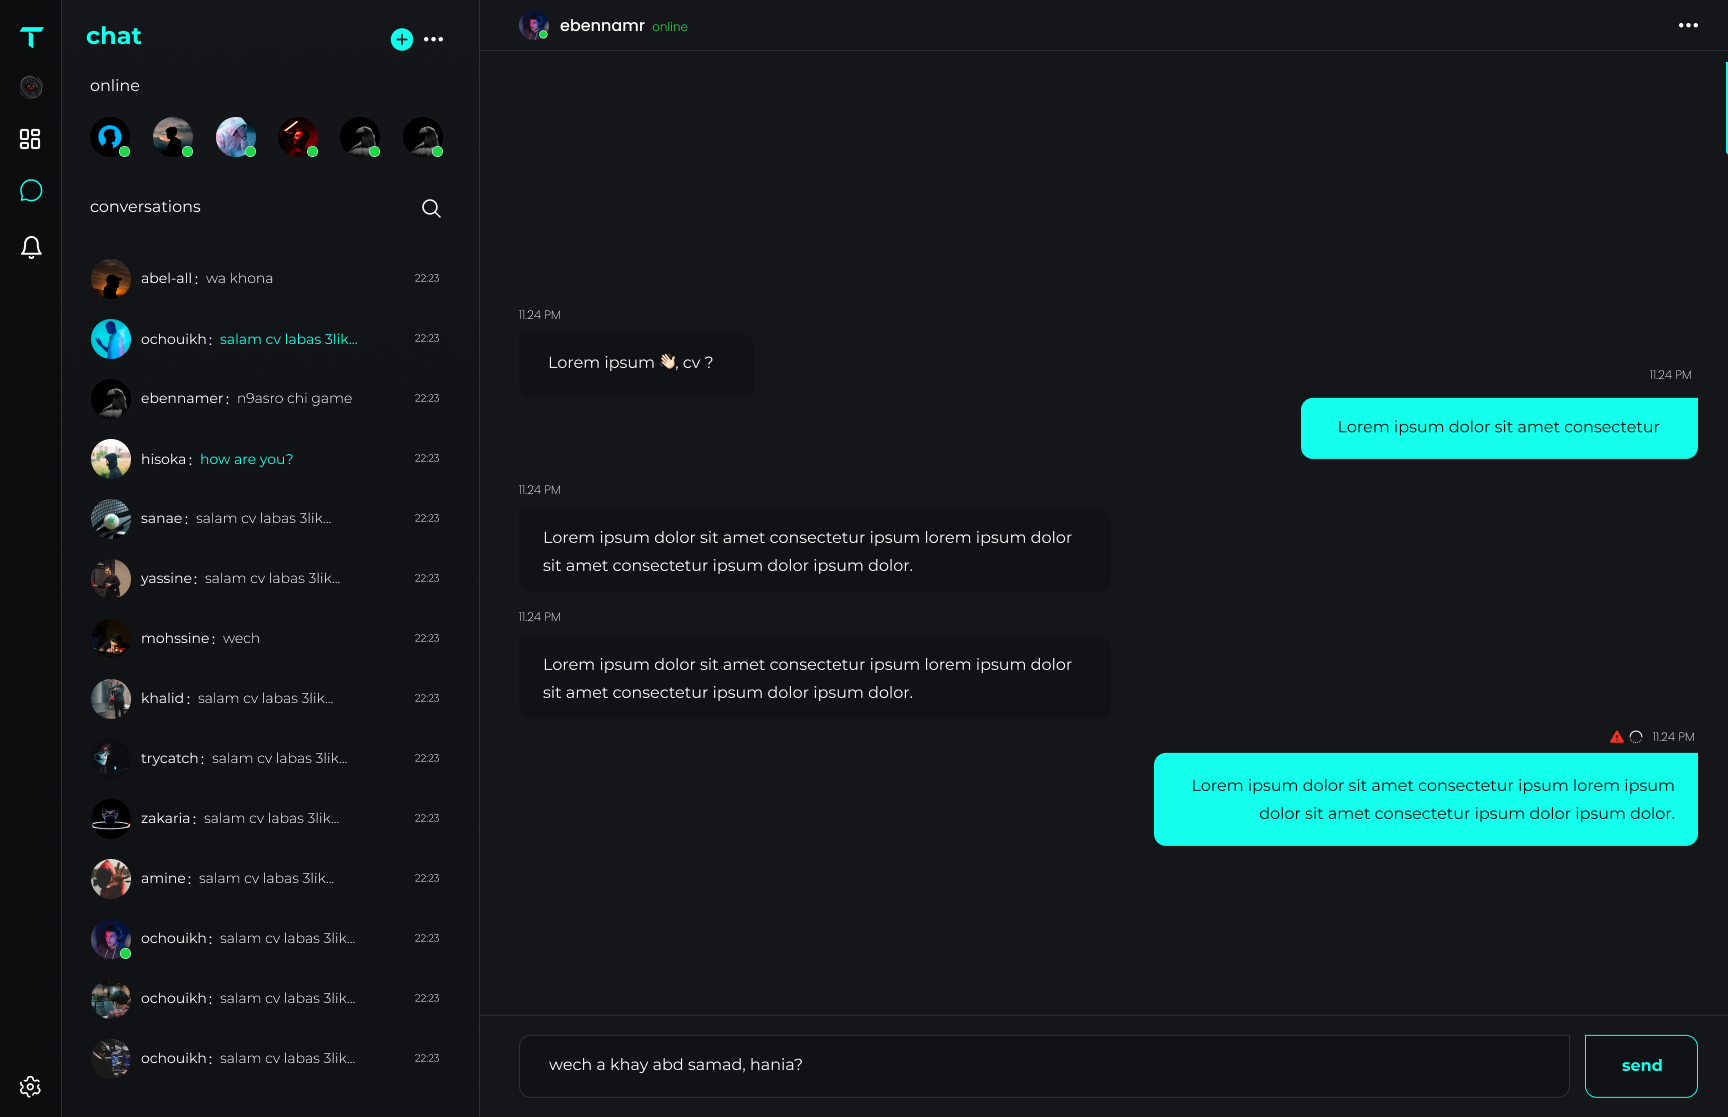 chat
online
conversations
abel-all : wa khona 22:23
ochouikh : salam cv labas 3lik... 22:23
ebennamer : n9asro chi game 22:23
hisoka : how are you? 22:23
sanae : salam cv labas 3lik... 22:23
yassine : salam cv labas 3lik... 22:23
mohssine : wech 22:23
khalid : salam cv labas 3lik... 22:23
trycatch : salam cv labas 3lik... 22:23
zakaria : salam cv labas 3lik... 22:23
amine : salam cv labas 3lik... 22:23
ochouikh : salam cv labas 3lik... 22:23
ochouikh : salam cv labas 3lik... 22:23
ochouikh : salam cv labas 3lik... 22:23
ebennamr online
11.24 PM
Lorem ipsum 👋🏻, cv ?
11.24 PM
Lorem ipsum dolor sit amet consectetur
11.24 PM
Lorem ipsum dolor sit amet consectetur ipsum lorem ipsum dolor
sit amet consectetur ipsum dolor ipsum dolor.
11.24 PM
Lorem ipsum dolor sit amet consectetur ipsum lorem ipsum dolor
sit amet consectetur ipsum dolor ipsum dolor.
11.24 PM
Lorem ipsum dolor sit amet consectetur ipsum lorem ipsum
dolor sit amet consectetur ipsum dolor ipsum dolor.
wech a khay abd samad, hania?
send